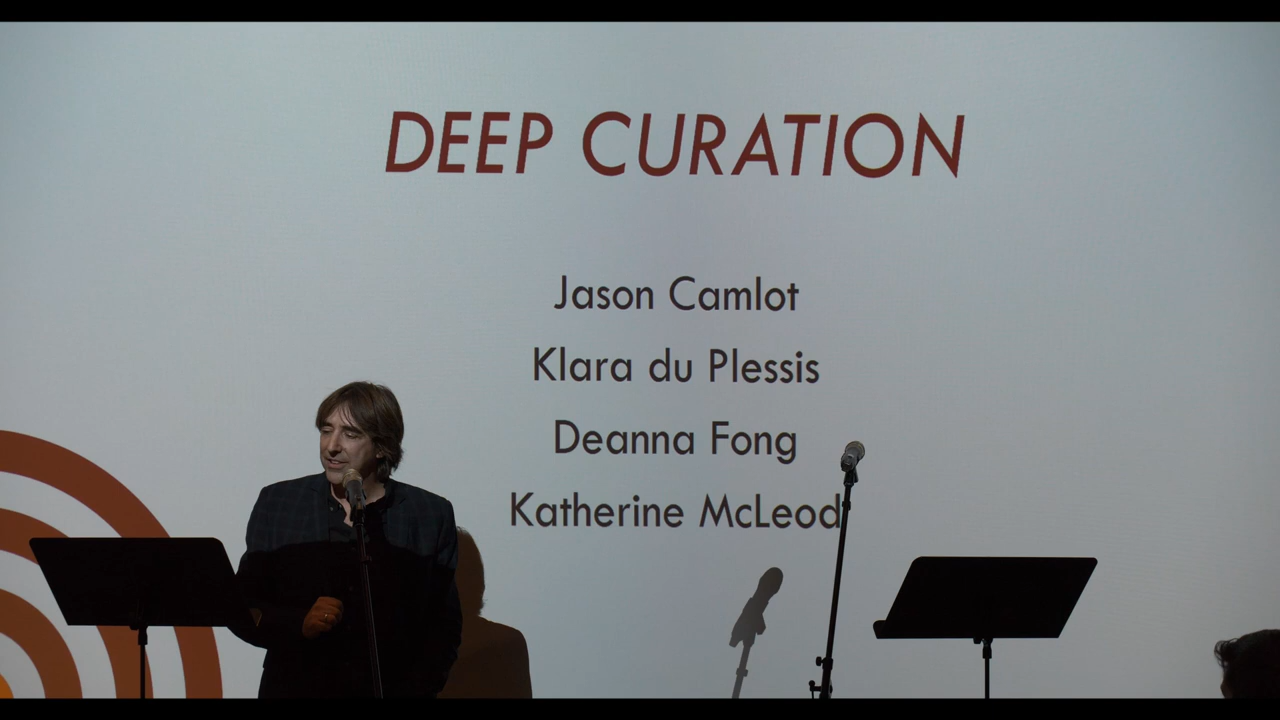 DEEP CURATION
Jason Camlot
Klara du Plessis
Deanna Fong
Katherine McLeod